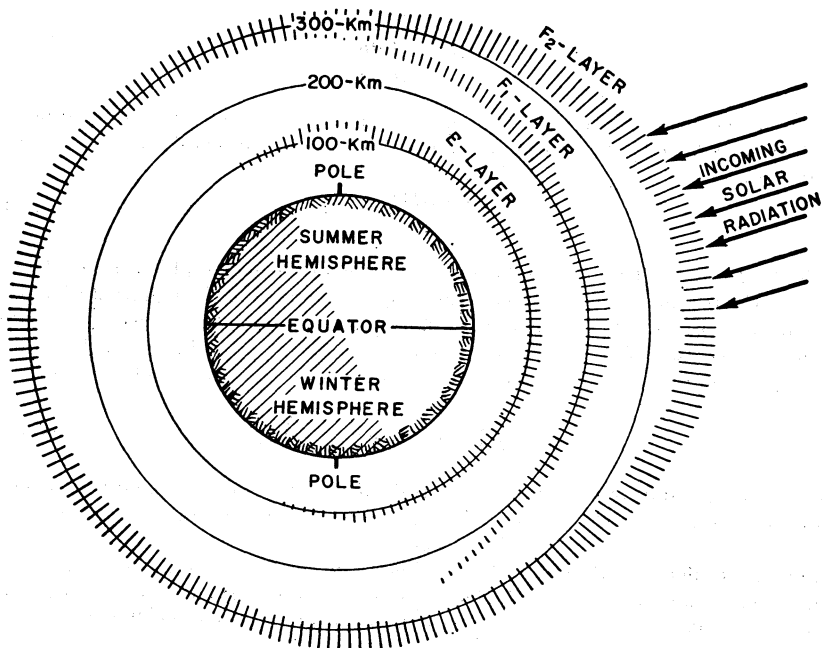 300-Km
F₂-LAYER
F₁-LAYER
200-Km
100-Km
E-LAYER
POLE
INCOMING
SOLAR
RADIATION
SUMMER
HEMISPHERE
EQUATOR
WINTER
HEMISPHERE
POLE